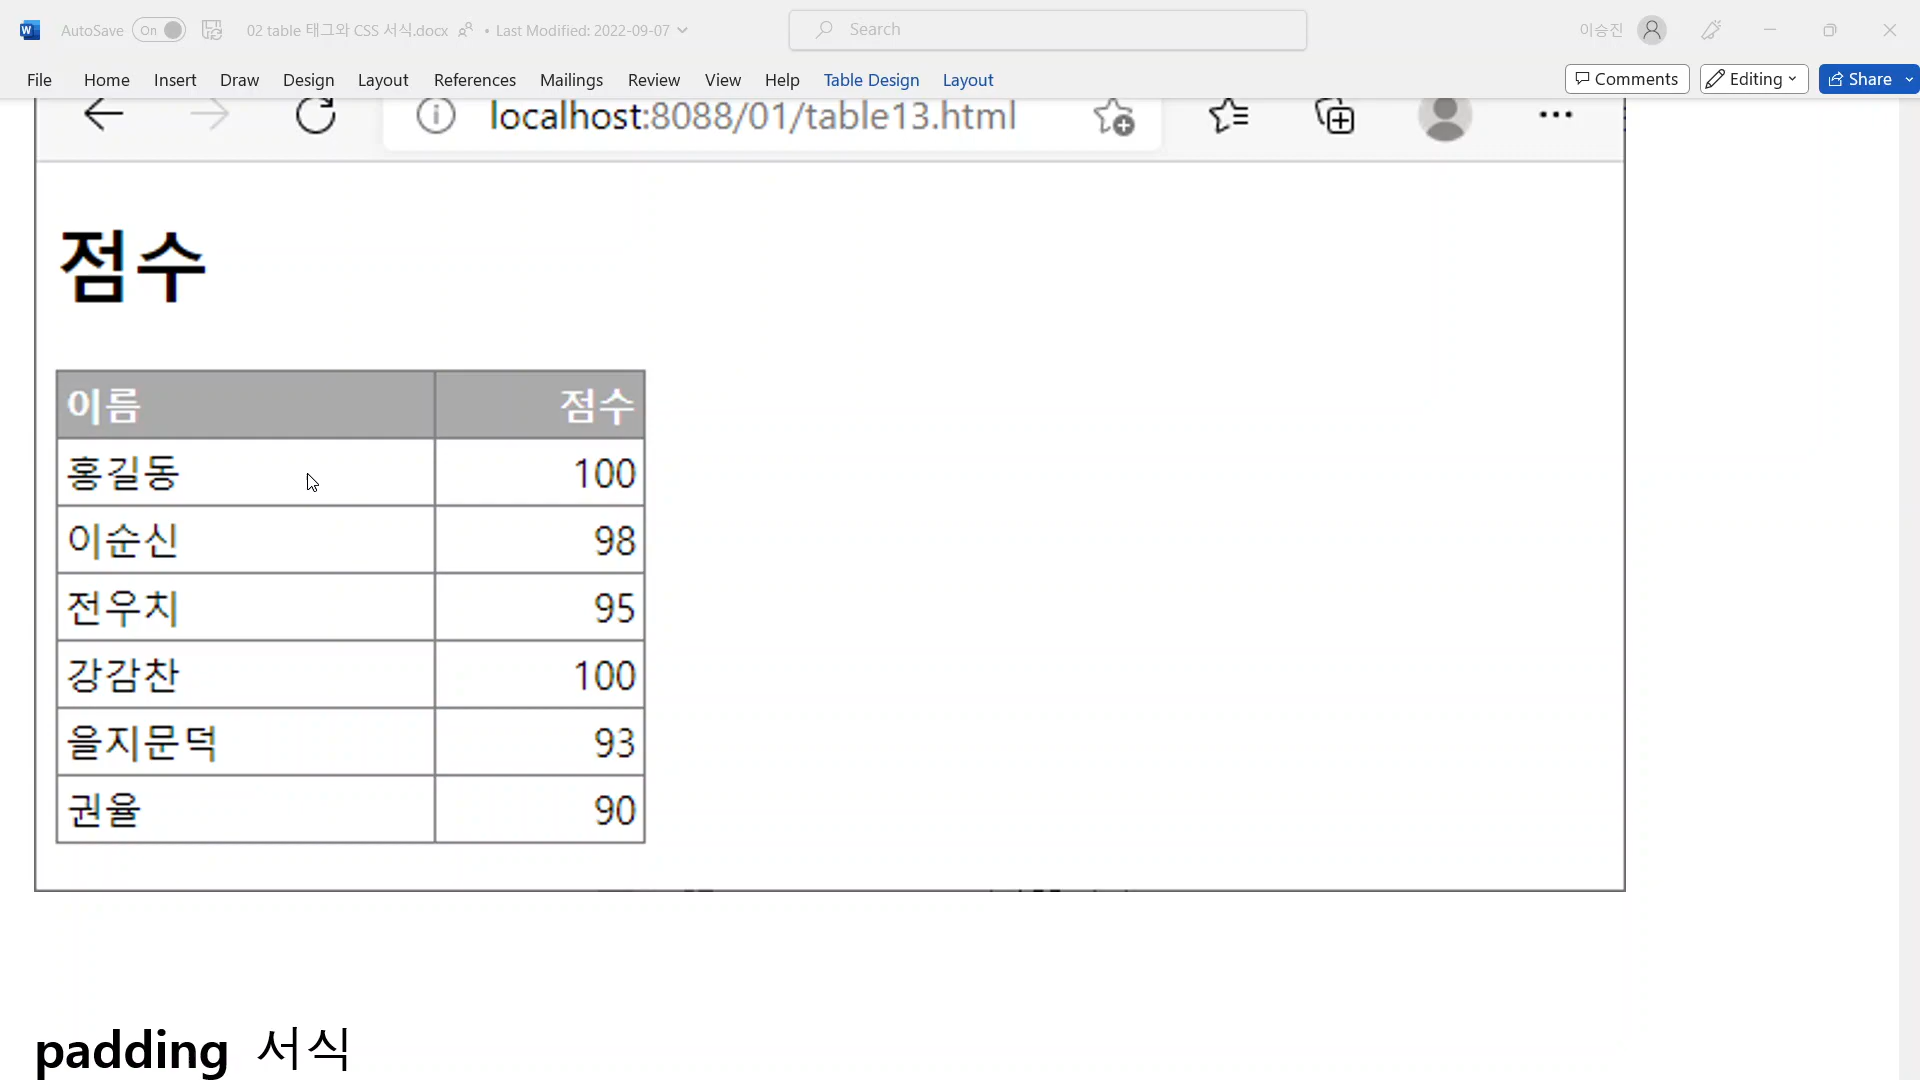 AutoSave On 02 table 태그와 CSS 서식.docx • Last Modified: 2022-09-07 Search 이승진
File Home Insert Draw Design Layout References Mailings Review View Help Table Design Layout Comments Editing Share
localhost:8088/01/table13.html
점수
이름 점수
홍길동 100
이순신 98
전우치 95
강감찬 100
을지문덕 93
권율 90
padding 서식